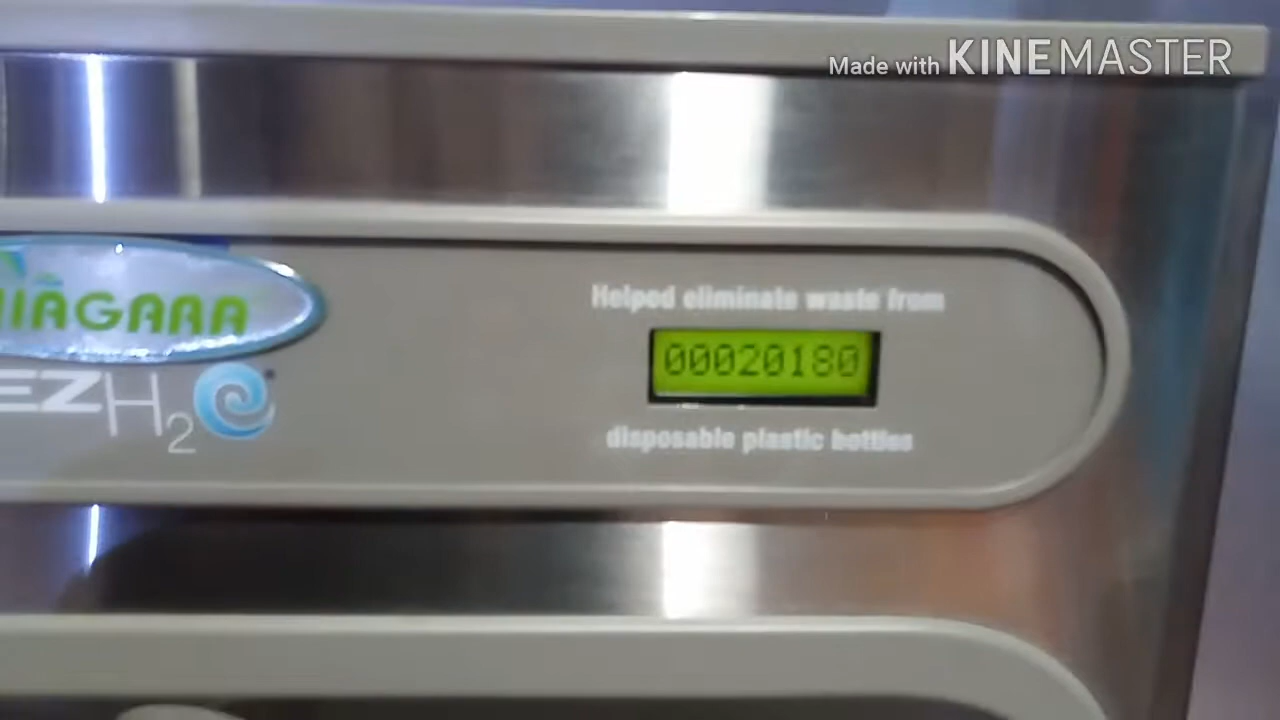 Made with KINEMASTER
NIAGARA
EZH2
Helped eliminate waste from
00020180
disposable plastic bottles